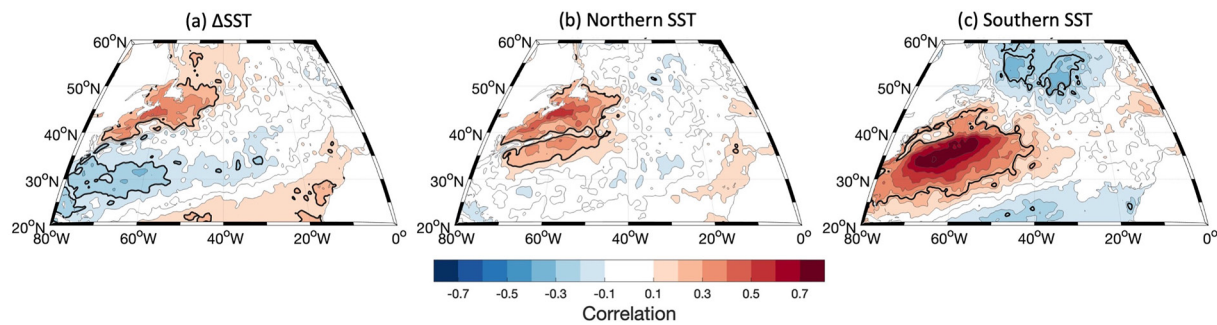 (a) ΔSST (b) Northern SST (c) Southern SST
60°N 60°N 60°N
50°N 50°N 50°N
40°N 40°N 40°N
30°N 30°N 30°N
20°N 20°N 20°N
80°W 60°W 40°W 20°W 0° 80°W 60°W 40°W 20°W 0° 80°W 60°W 40°W 20°W 0°
-0.7 -0.5 -0.3 -0.1 0.1 0.3 0.5 0.7
Correlation